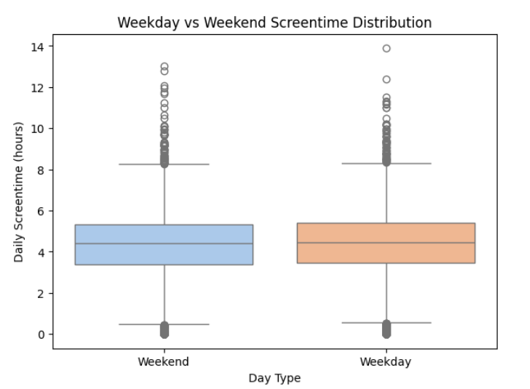 Weekday vs Weekend Screentime Distribution
14
12
10
8
6
4
2
0
Daily Screentime (hours)
Weekend
Weekday
Day Type